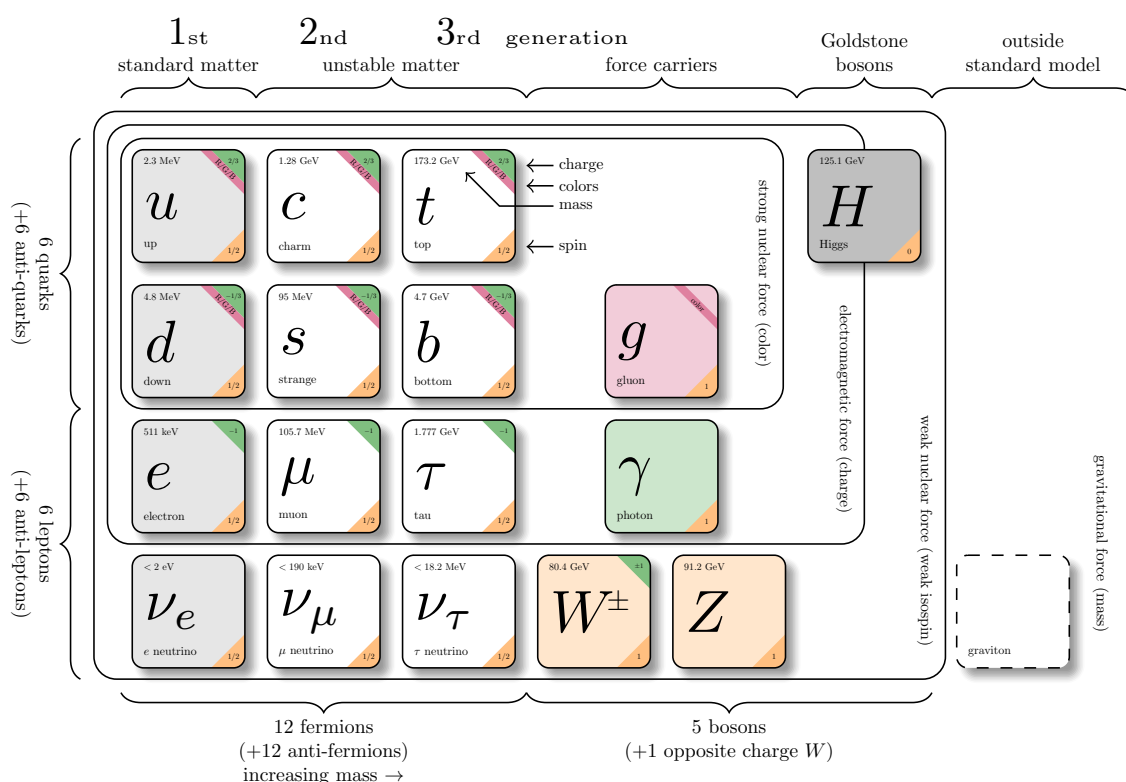 1st 2nd 3rd generation
standard matter
unstable matter
force carriers
Goldstone
bosons
outside
standard model
6 quarks
(+6 anti-quarks)
6 leptons
(+6 anti-leptons)
2.3 MeV
2/3
R/G/B
u
up
1/2
1.28 GeV
2/3
R/G/B
c
charm
1/2
173.2 GeV
2/3
R/G/B
t
top
1/2
charge
colors
mass
spin
strong nuclear force (color)
125.1 GeV
H
Higgs
0
4.8 MeV
−1/3
R/G/B
d
down
1/2
95 MeV
−1/3
R/G/B
s
strange
1/2
4.7 GeV
−1/3
R/G/B
b
bottom
1/2
color
g
gluon
1
electromagnetic force (charge)
511 keV
−1
e
electron
1/2
105.7 MeV
−1
μ
muon
1/2
1.777 GeV
−1
τ
tau
1/2
γ
photon
1
weak nuclear force (weak isospin)
gravitational force (mass)
< 2 eV
νe
e neutrino
1/2
< 190 keV
νμ
μ neutrino
1/2
< 18.2 MeV
ντ
τ neutrino
1/2
80.4 GeV
±1
W±
1
91.2 GeV
Z
1
graviton
12 fermions
(+12 anti-fermions)
increasing mass →
5 bosons
(+1 opposite charge W)